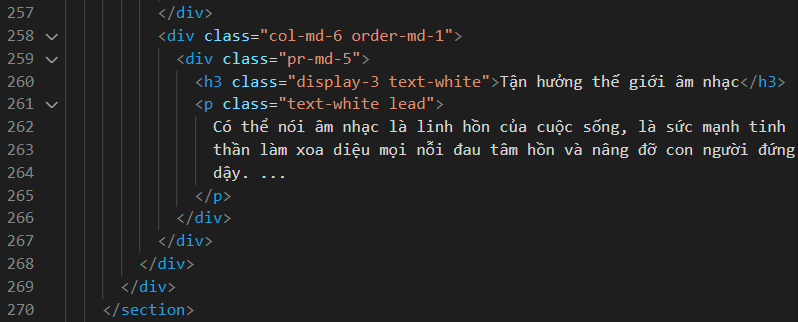 257 </div>
258 <div class="col-md-6 order-md-1">
259 <div class="pr-md-5">
260 <h3 class="display-3 text-white">Tận hưởng thế giới âm nhạc</h3>
261 <p class="text-white lead">
262 Có thể nói âm nhạc là linh hồn của cuộc sống, là sức mạnh tinh
263 thần làm xoa diệu mọi nỗi đau tâm hồn và nâng đỡ con người đứng
264 dậy. ...
265 </p>
266 </div>
267 </div>
268 </div>
269 </div>
270 </section>